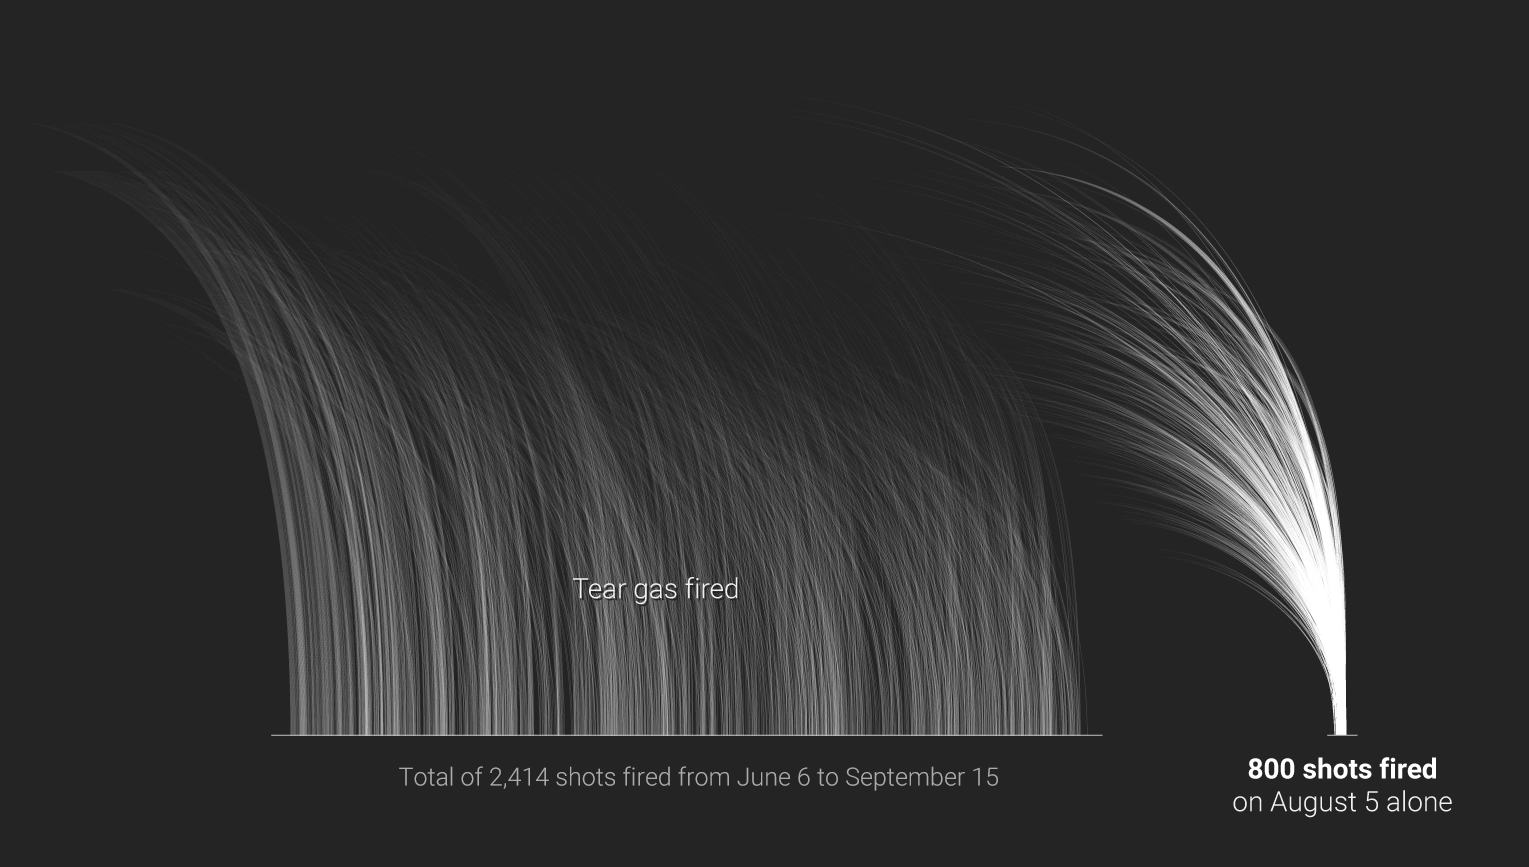 Tear gas fired
Total of 2,414 shots fired from June 6 to September 15
800 shots fired
on August 5 alone